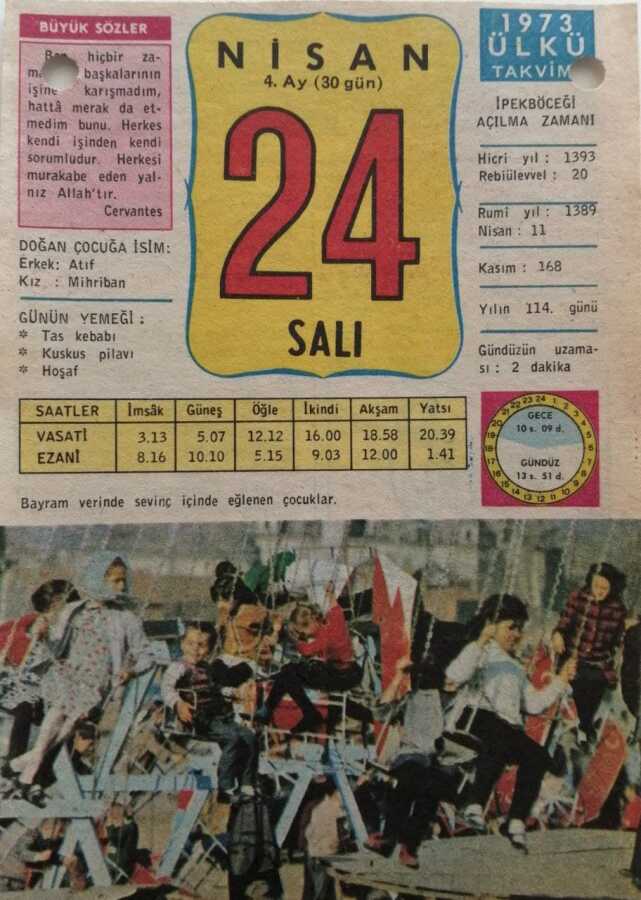 BÜYÜK SÖZLER
Ben hiçbir za-
başkalarının
işine karışmadım,
hattâ merak da et-
medim bunu. Herkes
kendi işinden kendi
sorumludur. Herkesi
murakabe eden yal-
nız Allah'tır.
Cervantes
DOĞAN ÇOCUĞA İSİM:
Erkek: Atıf
Kız : Mihriban
GÜNÜN YEMEĞİ :
* Tas kebabı
* Kuskus pilavı
* Hoşaf
NİSAN
4. Ay (30 gün)
24
SALI
1973
ÜLKÜ
TAKVİMİ
İPEKBÖCEĞİ
AÇILMA ZAMANI
Hicri yıl : 1393
Rebiülevvel : 20
Rumi yıl : 1389
Nisan : 11
Kasım : 168
Yılın 114. günü
Gündüzün uzama-
sı : 2 dakika
SAATLER İmsâk Güneş Öğle İkindi Akşam Yatsı
VASATİ 3.13 5.07 12.12 16.00 18.58 20.39
EZANİ 8.16 10.10 5.15 9.03 12.00 1.41
GECE
10 s. 09 d.
GÜNDÜZ
13 s. 51 d.
Bayram yerinde sevinç içinde eğlenen çocuklar.